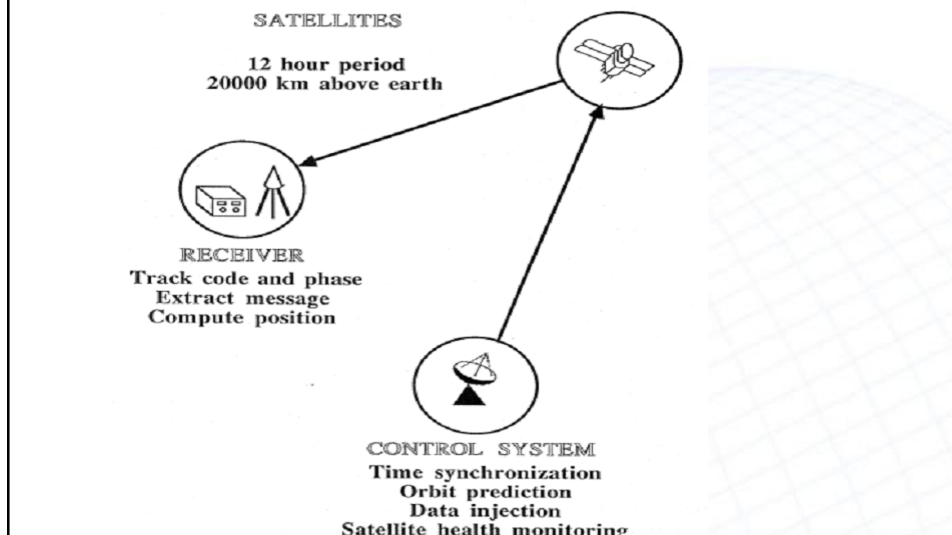 SATELLITES
12 hour period
20000 km above earth
RECEIVER
Track code and phase
Extract message
Compute position
CONTROL SYSTEM
Time synchronization
Orbit prediction
Data injection
Satellite health monitoring